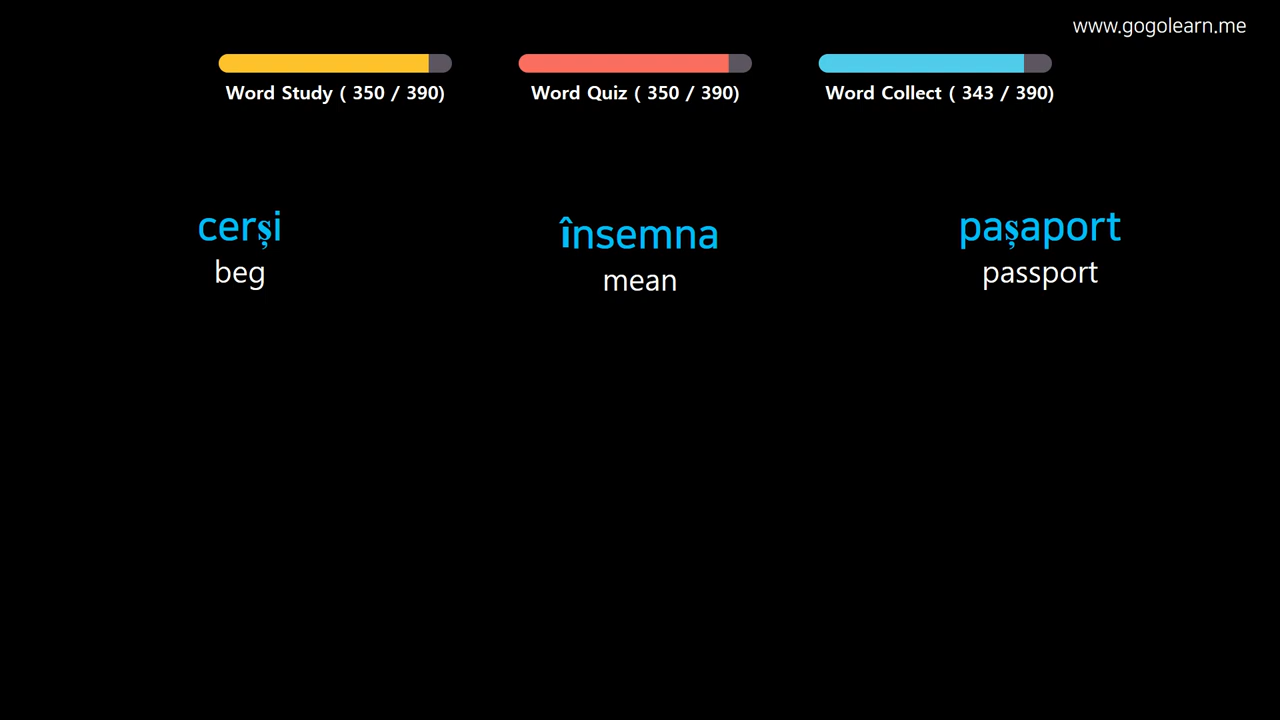 www.gogolearn.me
Word Study ( 350 / 390)
Word Quiz ( 350 / 390)
Word Collect ( 343 / 390)
cerși
beg
însemna
mean
pașaport
passport